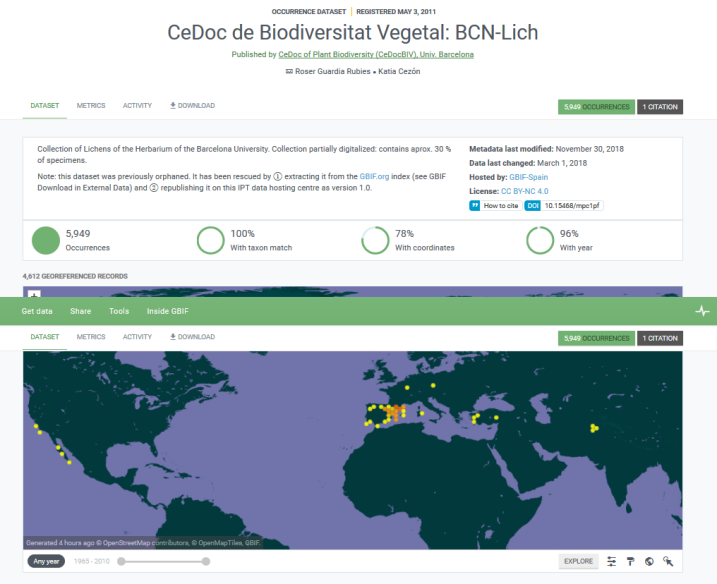 OCCURRENCE DATASET | REGISTERED MAY 3, 2011
CeDoc de Biodiversitat Vegetal: BCN-Lich
Published by CeDoc of Plant Biodiversity (CeDocBIV), Univ. Barcelona
Roser Guardia Rubies • Katia Cezón
DATASET METRICS ACTIVITY DOWNLOAD 5,949 OCCURRENCES 1 CITATION
Collection of Lichens of the Herbarium of the Barcelona University. Collection partially digitalized: contains aprox. 30 %
of specimens.
Note: this dataset was previously orphaned. It has been rescued by ① extracting it from the GBIF.org index (see GBIF
Download in External Data) and ② republishing it on this IPT data hosting centre as version 1.0.
Metadata last modified: November 30, 2018
Data last changed: March 1, 2018
Hosted by: GBIF-Spain
License: CC BY-NC 4.0
How to cite DOI 10.15468/mpc1pf
5,949
Occurrences
100%
With taxon match
78%
With coordinates
96%
With year
4,612 GEOREFERENCED RECORDS
Get data Share Tools Inside GBIF
DATASET METRICS ACTIVITY DOWNLOAD 5,949 OCCURRENCES 1 CITATION
Generated 4 hours ago © OpenStreetMap contributors, © OpenMapTiles, GBIF.
Any year 1965 - 2010 EXPLORE